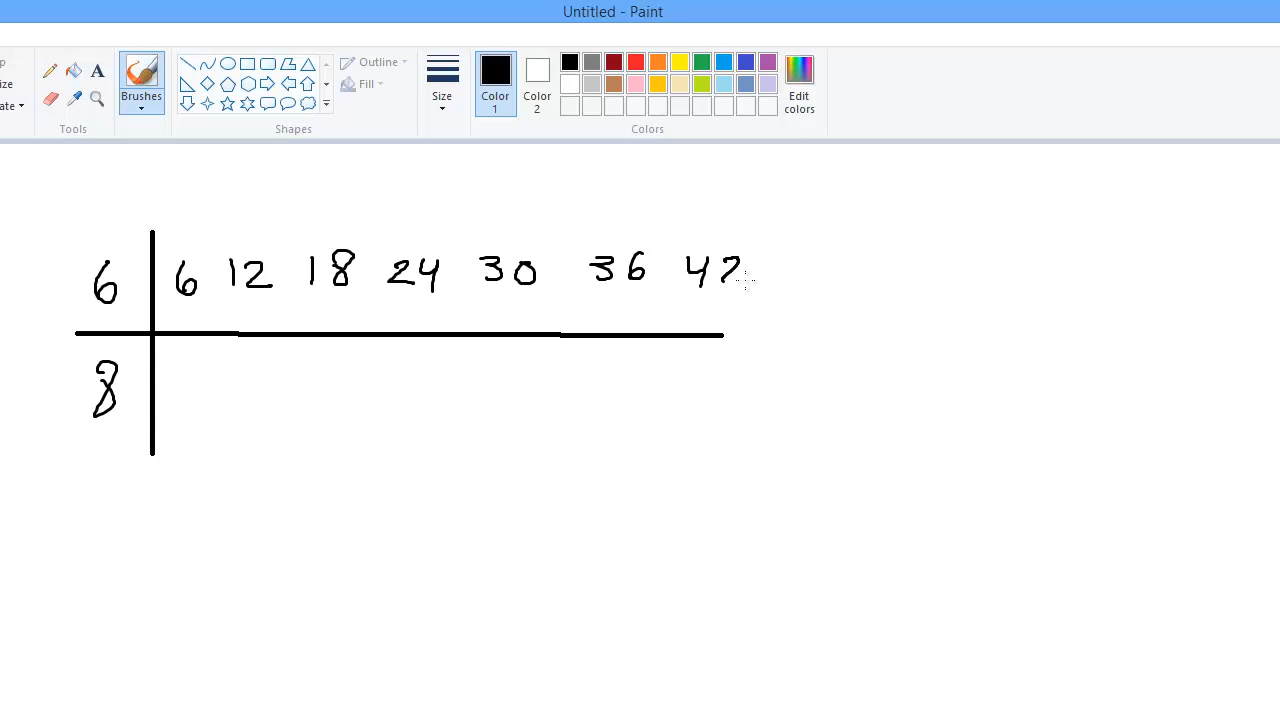 Untitled - Paint
Outline
Fill
Brushes
Size
Color 1
Color 2
Edit colors
Tools
Shapes
Colors
6 6 12 18 24 30 36 42
8